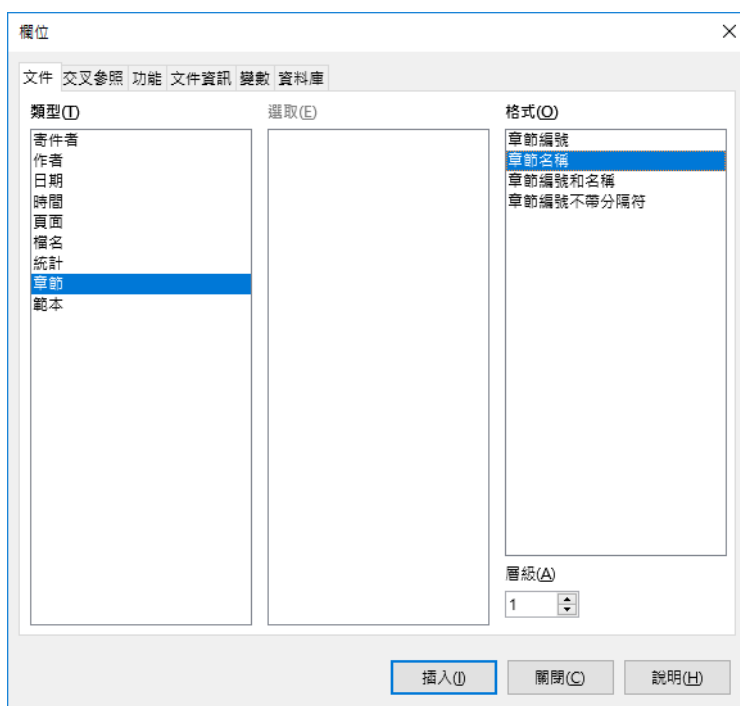 欄位
文件 交叉參照 功能 文件資訊 變數 資料庫
類型(T) 選取(E) 格式(O)
寄件者
作者
日期
時間
頁面
檔名
統計
章節
範本
章節編號
章節名稱
章節編號和名稱
章節編號不帶分隔符
層級(A)
1
插入(I) 關閉(C) 說明(H)